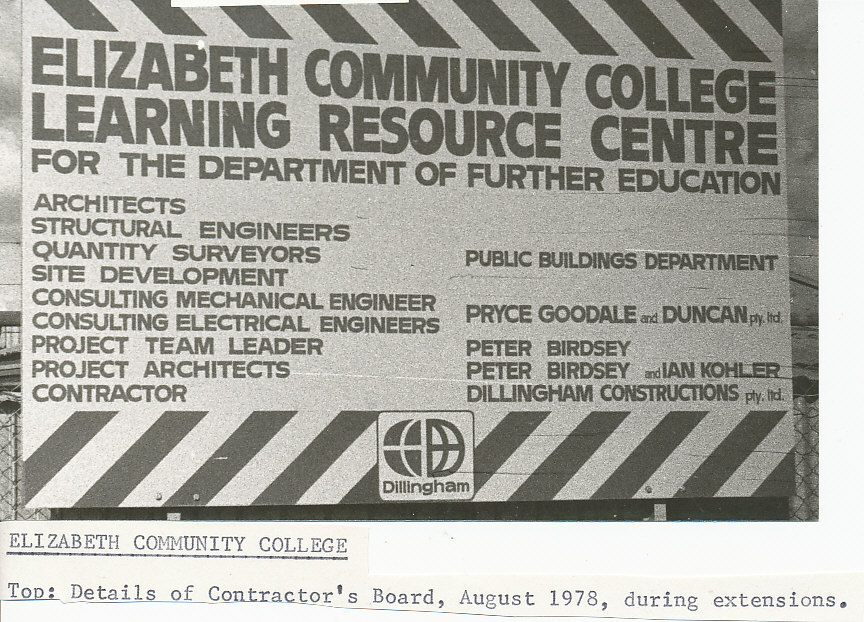 ELIZABETH COMMUNITY COLLEGE
LEARNING RESOURCE CENTRE
FOR THE DEPARTMENT OF FURTHER EDUCATION
ARCHITECTS
STRUCTURAL ENGINEERS
QUANTITY SURVEYORS PUBLIC BUILDINGS DEPARTMENT
SITE DEVELOPMENT
CONSULTING MECHANICAL ENGINEER
CONSULTING ELECTRICAL ENGINEERS PRYCE GOODALE and DUNCAN pty. ltd.
PROJECT TEAM LEADER PETER BIRDSEY
PROJECT ARCHITECTS PETER BIRDSEY and IAN KOHLER
CONTRACTOR DILLINGHAM CONSTRUCTIONS pty. ltd.
Dillingham
ELIZABETH COMMUNITY COLLEGE
Top: Details of Contractor's Board, August 1978, during extensions.